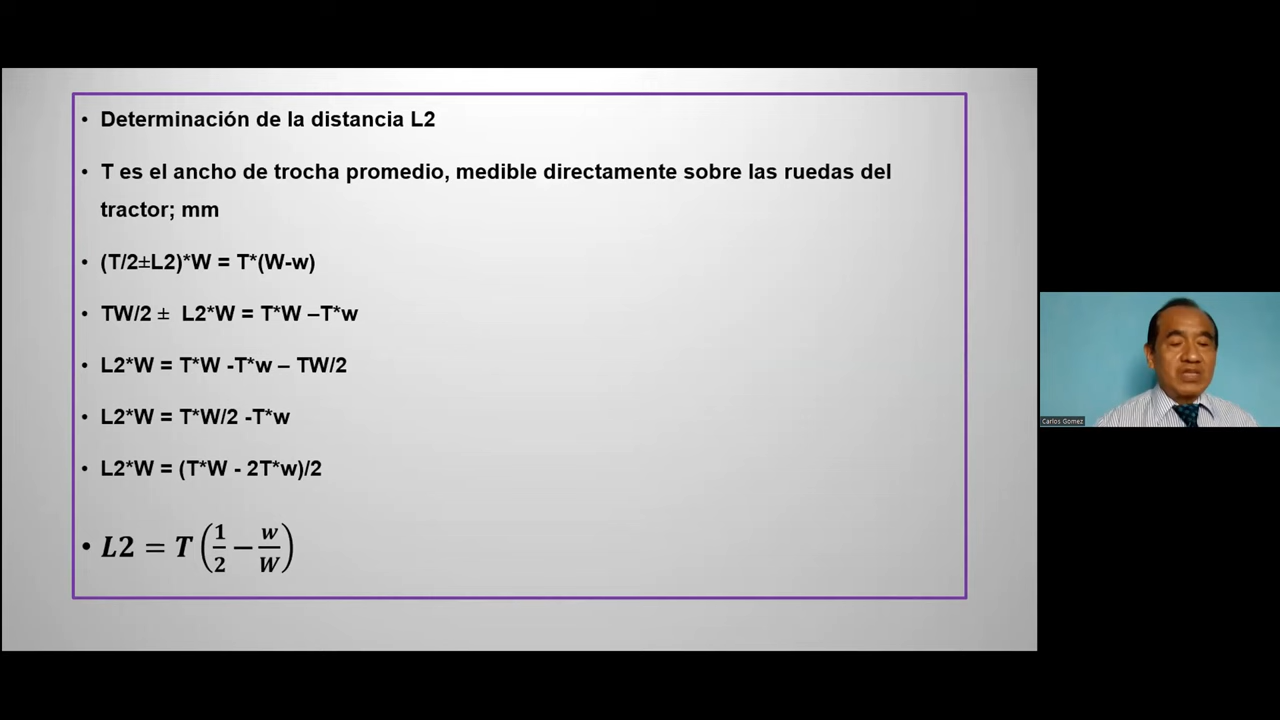 • Determinación de la distancia L2
• T es el ancho de trocha promedio, medible directamente sobre las ruedas del
tractor; mm
• (T/2±L2)*W = T*(W-w)
• TW/2 ± L2*W = T*W –T*w
• L2*W = T*W -T*w – TW/2
• L2*W = T*W/2 -T*w
• L2*W = (T*W - 2T*w)/2
• L2 = T(1/2 − w/W)
Carlos Gomez